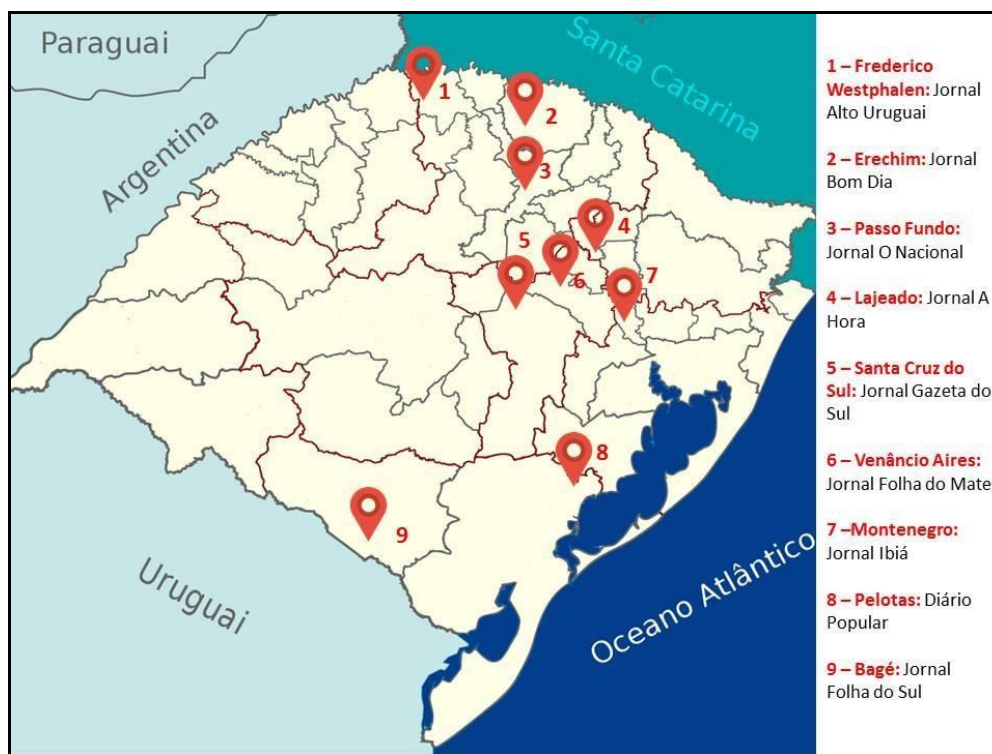 Paraguai
Santa Catarina
Argentina
1
2
3
4
5
6
7
8
9
Uruguai
Oceano Atlântico
1 – Frederico
Westphalen: Jornal
Alto Uruguai
2 – Erechim: Jornal
Bom Dia
3 – Passo Fundo:
Jornal O Nacional
4 – Lajeado: Jornal A
Hora
5 – Santa Cruz do
Sul: Jornal Gazeta do
Sul
6 – Venâncio Aires:
Jornal Folha do Mate
7 –Montenegro:
Jornal Ibiá
8 – Pelotas: Diário
Popular
9 – Bagé: Jornal
Folha do Sul